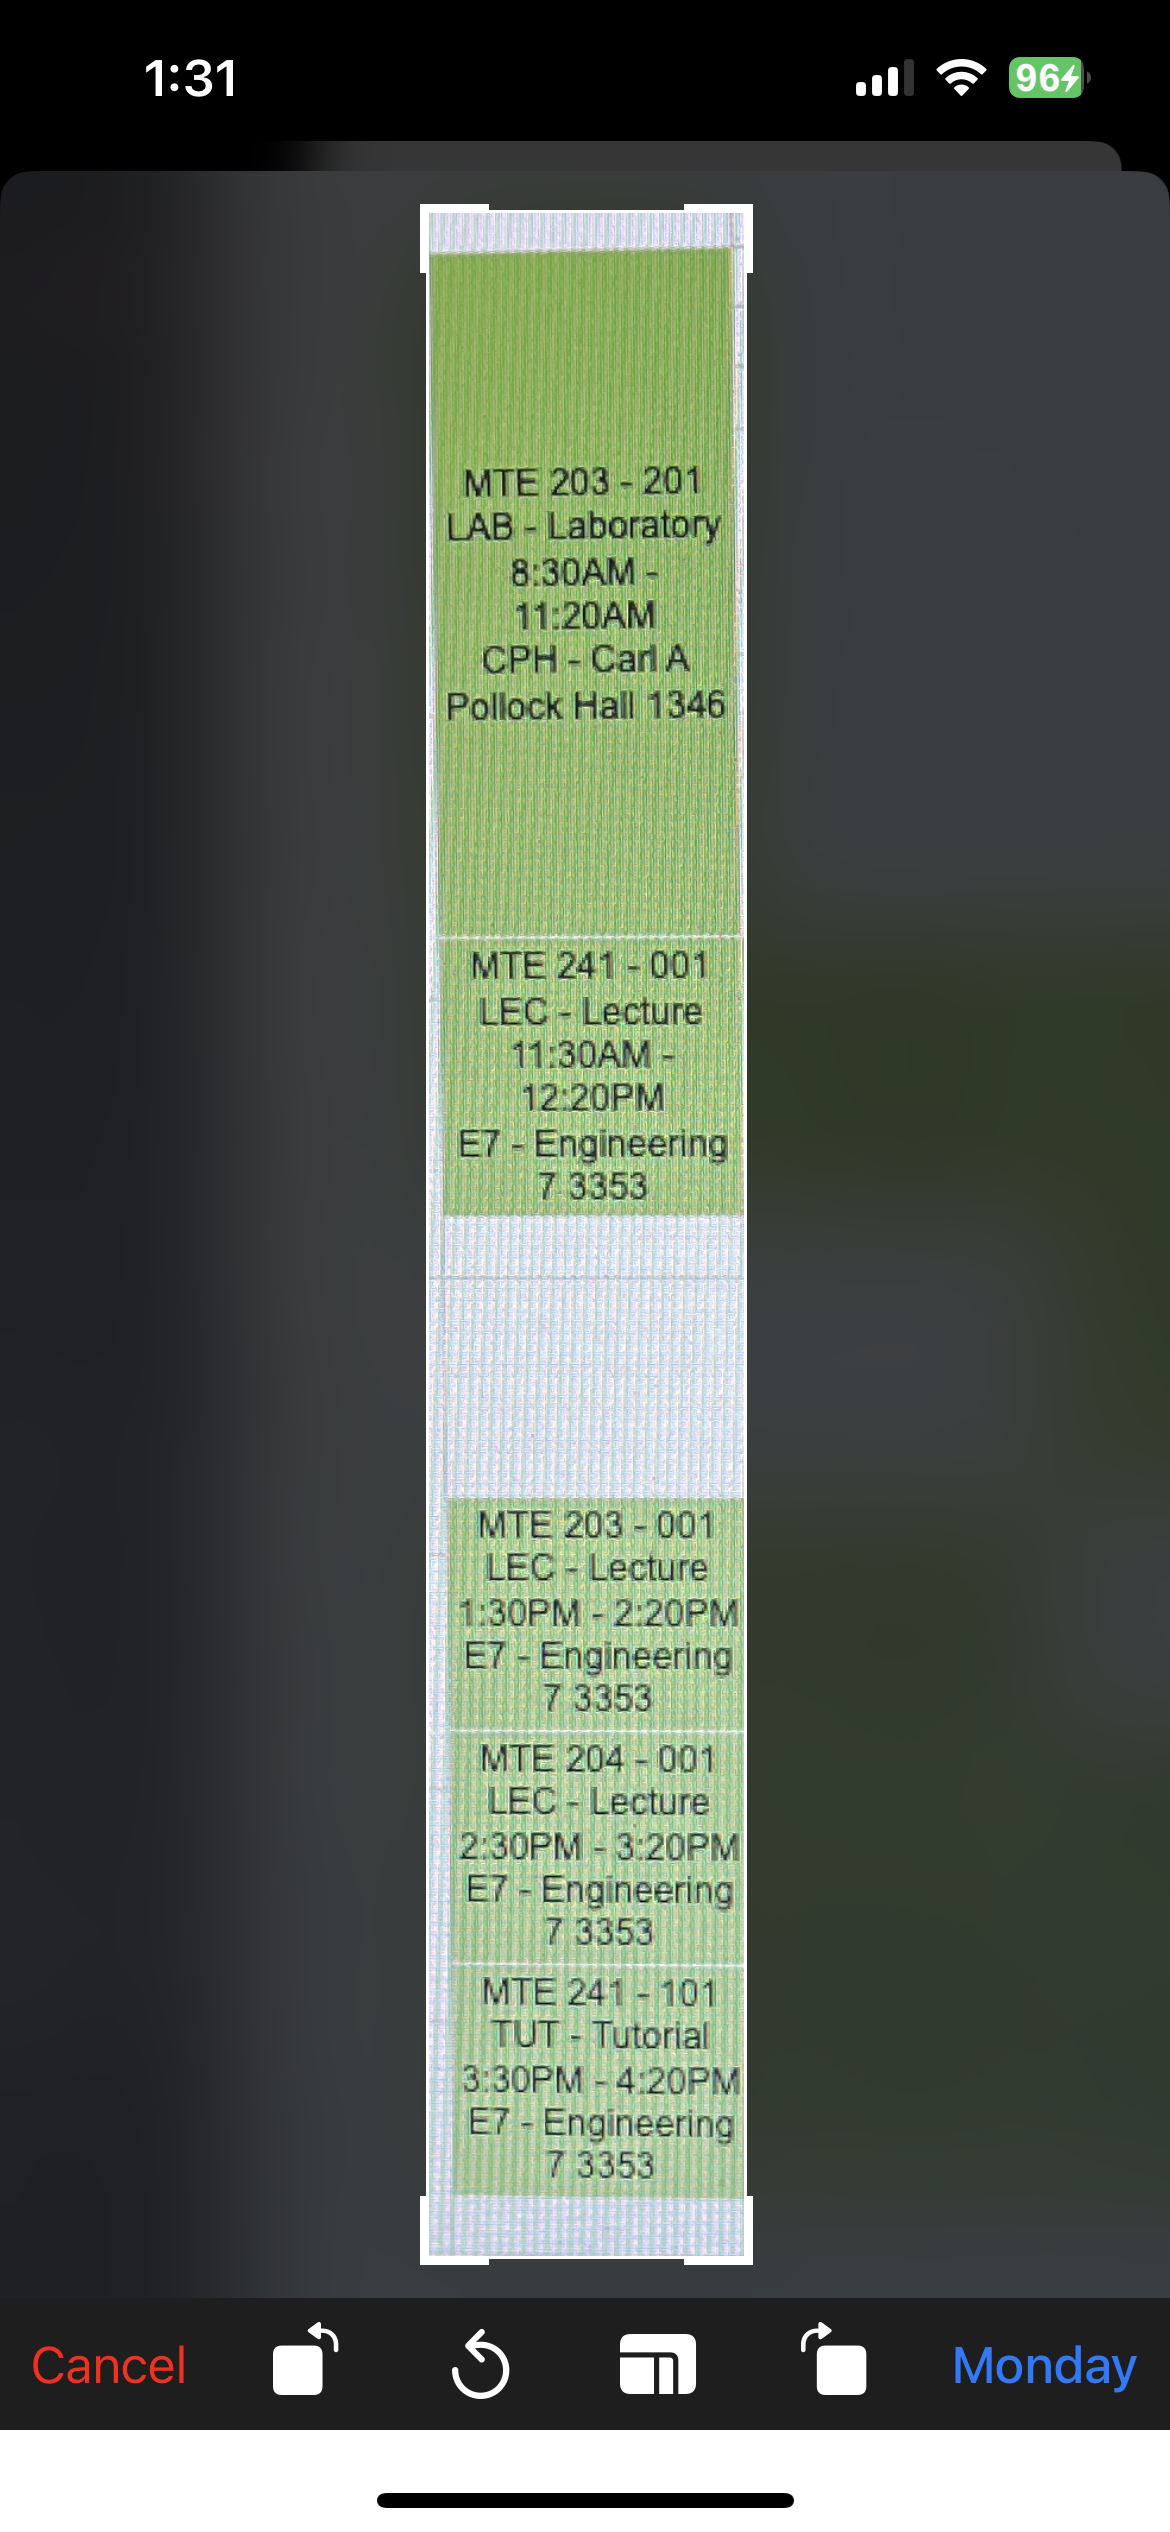 1:31
96
MTE 203 - 201
LAB - Laboratory
8:30AM -
11:20AM
CPH - Carl A
Pollock Hall 1346
MTE 241 - 001
LEC - Lecture
11:30AM -
12:20PM
E7 - Engineering
7 3353
MTE 203 - 001
LEC - Lecture
1:30PM - 2:20PM
E7 - Engineering
7 3353
MTE 204 - 001
LEC - Lecture
2:30PM - 3:20PM
E7 - Engineering
7 3353
MTE 241 - 101
TUT - Tutorial
3:30PM - 4:20PM
E7 - Engineering
7 3353
Cancel
Monday